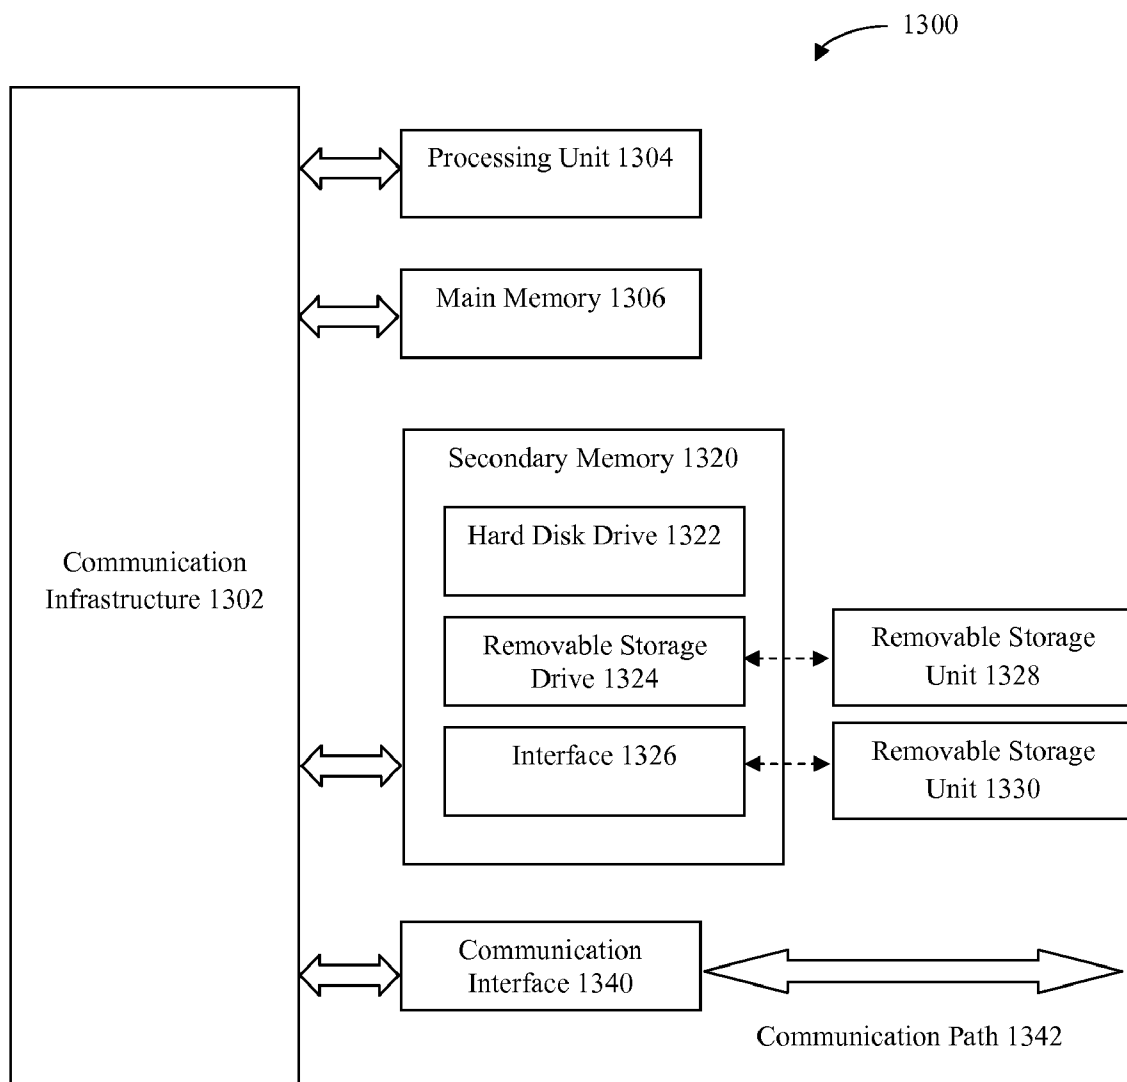 1300
Processing Unit 1304
Main Memory 1306
Secondary Memory 1320
Hard Disk Drive 1322
Communication
Infrastructure 1302
Removable Storage
Drive 1324
Removable Storage
Unit 1328
Interface 1326
Removable Storage
Unit 1330
Communication
Interface 1340
Communication Path 1342